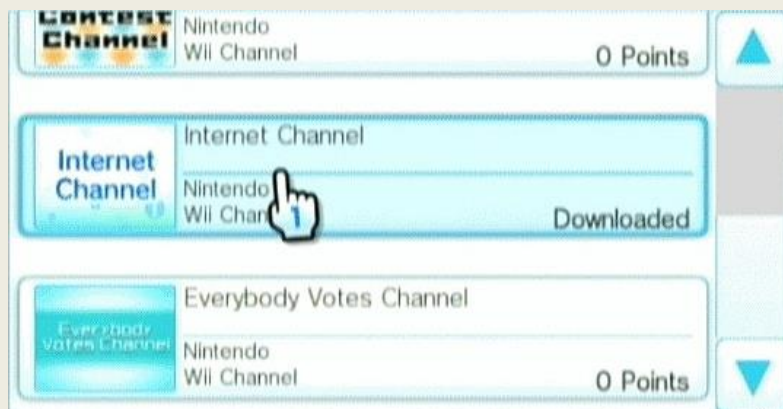 Contest
Channel
Nintendo
Wii Channel
0 Points
Internet
Channel
Internet Channel
Nintendo
Wii Chan
1
Downloaded
Everybody
Votes Channel
Everybody Votes Channel
Nintendo
Wii Channel
0 Points